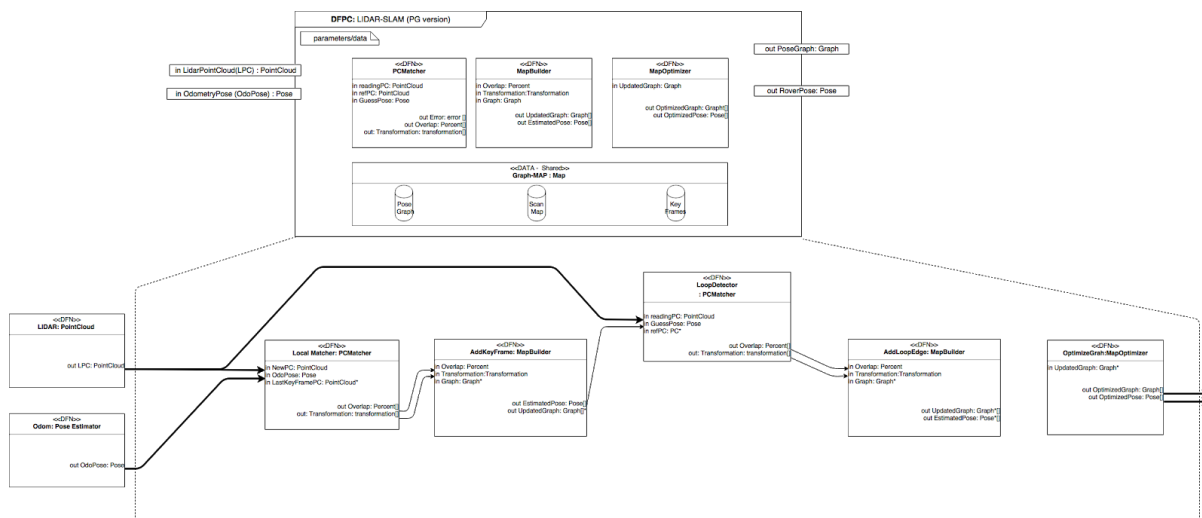 DFPC: LIDAR-SLAM (PG version)
parameters/data
in LidarPointCloud(LPC) : PointCloud
in OdometryPose (OdoPose) : Pose
out PoseGraph: Graph
out RoverPose: Pose
<<DFN>>
PCMatcher
in readingPC: PointCloud
in refPC: PointCloud
in GuessPose: Pose
out Error: error []
out Overlap: Percent[]
out: Transformation: transformation[]
<<DFN>>
MapBuilder
in Overlap: Percent
in Transformation:Transformation
in Graph: Graph
out UpdatedGraph: Graph[]
out EstimatedPose: Pose[]
<<DFN>>
MapOptimizer
in UpdatedGraph: Graph
out OptimizedGraph: Graph[]
out OptimizedPose: Pose[]
<<DATA - Shared>>
Graph-MAP : Map
Pose
Graph
Scan
Map
Key
Frames
<<DFN>>
LIDAR: PointCloud
out LPC: PointCloud
<<DFN>>
Odom: Pose Estimator
out OdoPose: Pose
<<DFN>>
Local Matcher: PCMatcher
in NewPC: PointCloud
in OdoPose: Pose
in LastKeyFramePC: PointCloud*
out Overlap: Percent[]
out: Transformation: transformation[]
<<DFN>>
AddKeyFrame: MapBuilder
in Overlap: Percent
in Transformation:Transformation
in Graph: Graph*
out EstimatedPose: Pose[]
out UpdatedGraph: Graph[]*
<<DFN>>
LoopDetector
: PCMatcher
in readingPC: PointCloud
in GuessPose: Pose
in refPC: PC*
out Overlap: Percent[]
out: Transformation: transformation[]
<<DFN>>
AddLoopEdge: MapBuilder
in Overlap: Percent
in Transformation:Transformation
in Graph: Graph*
out UpdatedGraph: Graph*[]
out EstimatedPose: Pose*[]
<<DFN>>
OptimizeGrah:MapOptimizer
in UpdatedGraph: Graph*
out OptimizedGraph: Graph[]
out OptimizedPose: Pose[]